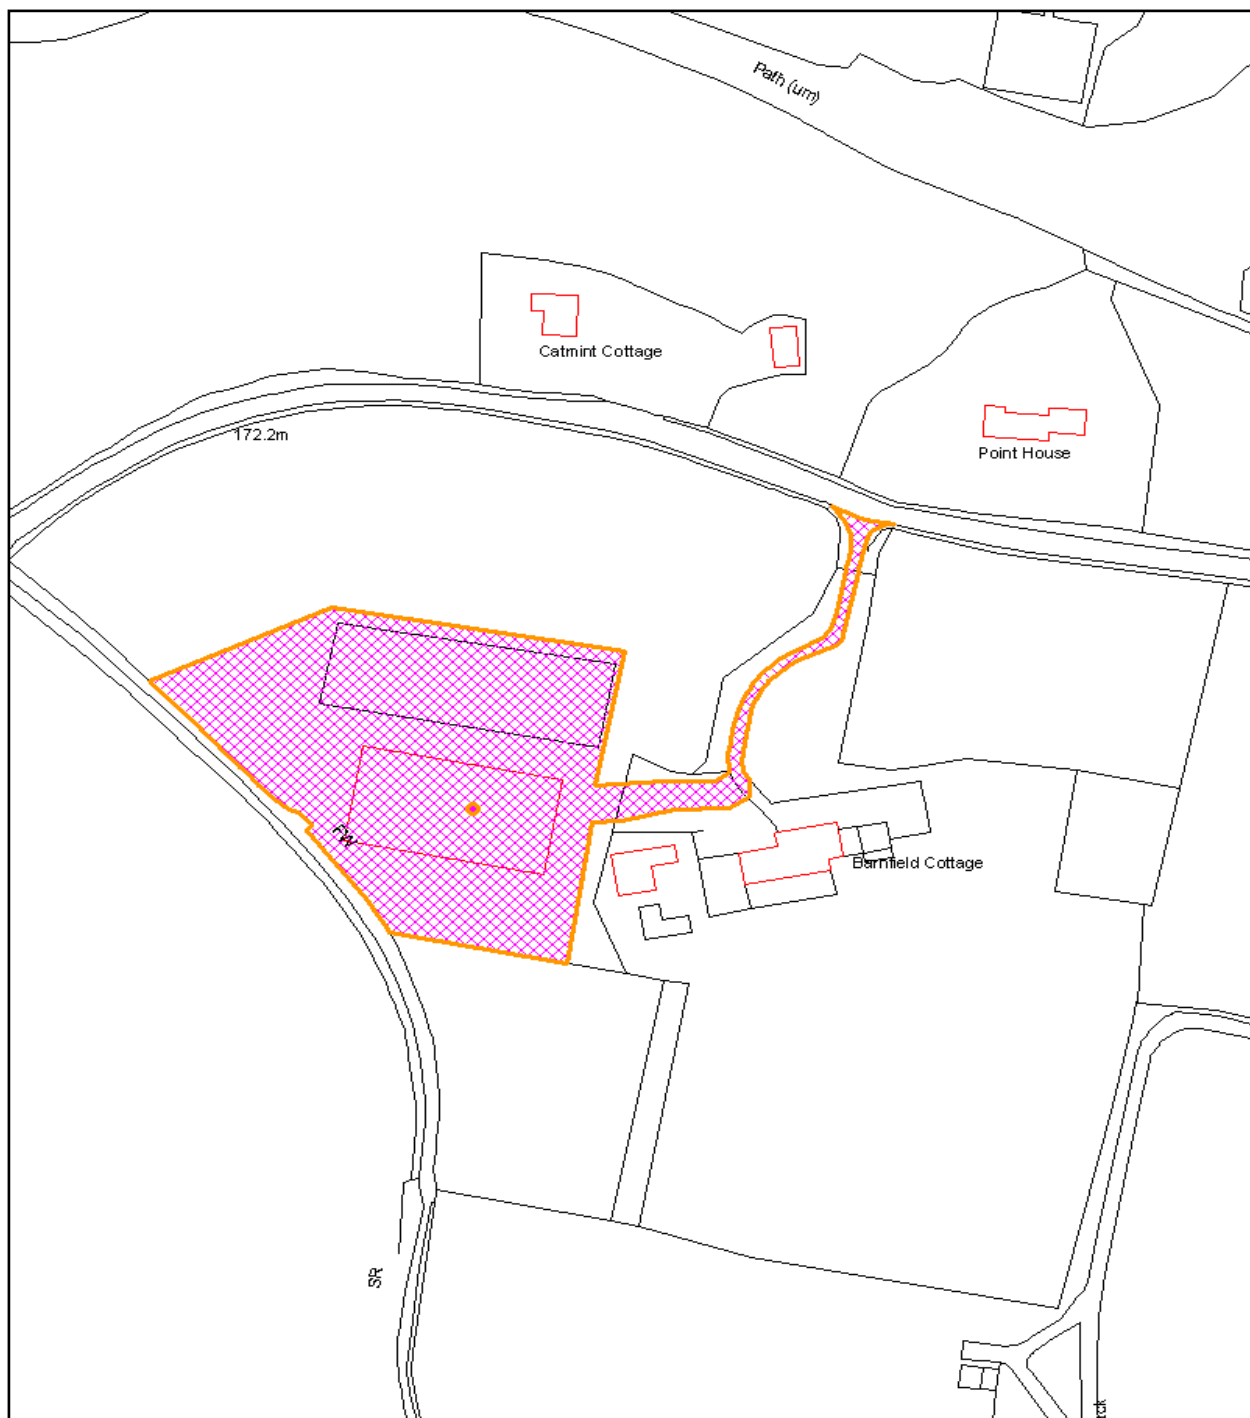 Path (um)
Catmint Cottage
172.2m
Point House
FW
Barnfield Cottage
SR